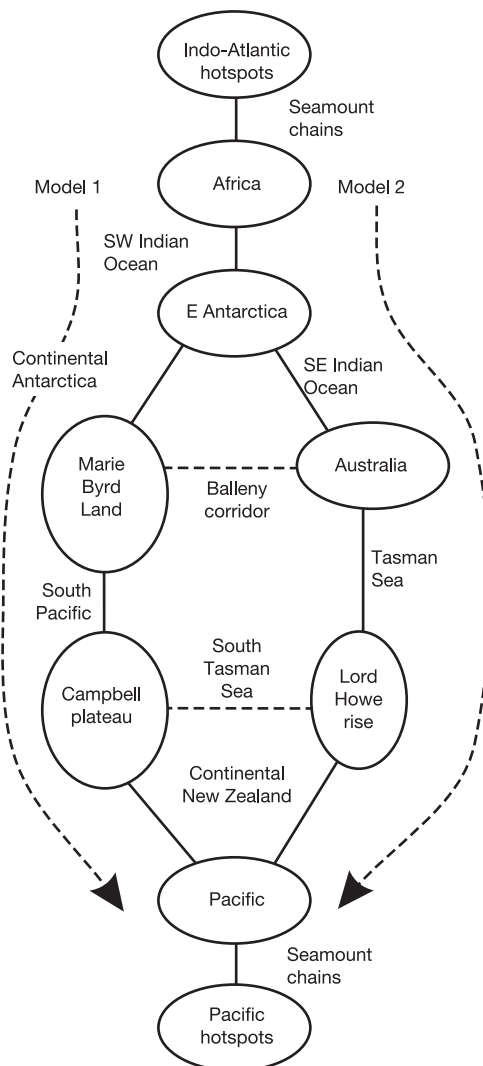 Indo-Atlantic
hotspots
Seamount
chains
Model 1
Africa
Model 2
SW Indian
Ocean
E Antarctica
Continental
Antarctica
SE Indian
Ocean
Marie
Byrd
Land
Balleny
corridor
Australia
South
Pacific
Tasman
Sea
Campbell
plateau
South
Tasman
Sea
Lord
Howe
rise
Continental
New Zealand
Pacific
Seamount
chains
Pacific
hotspots